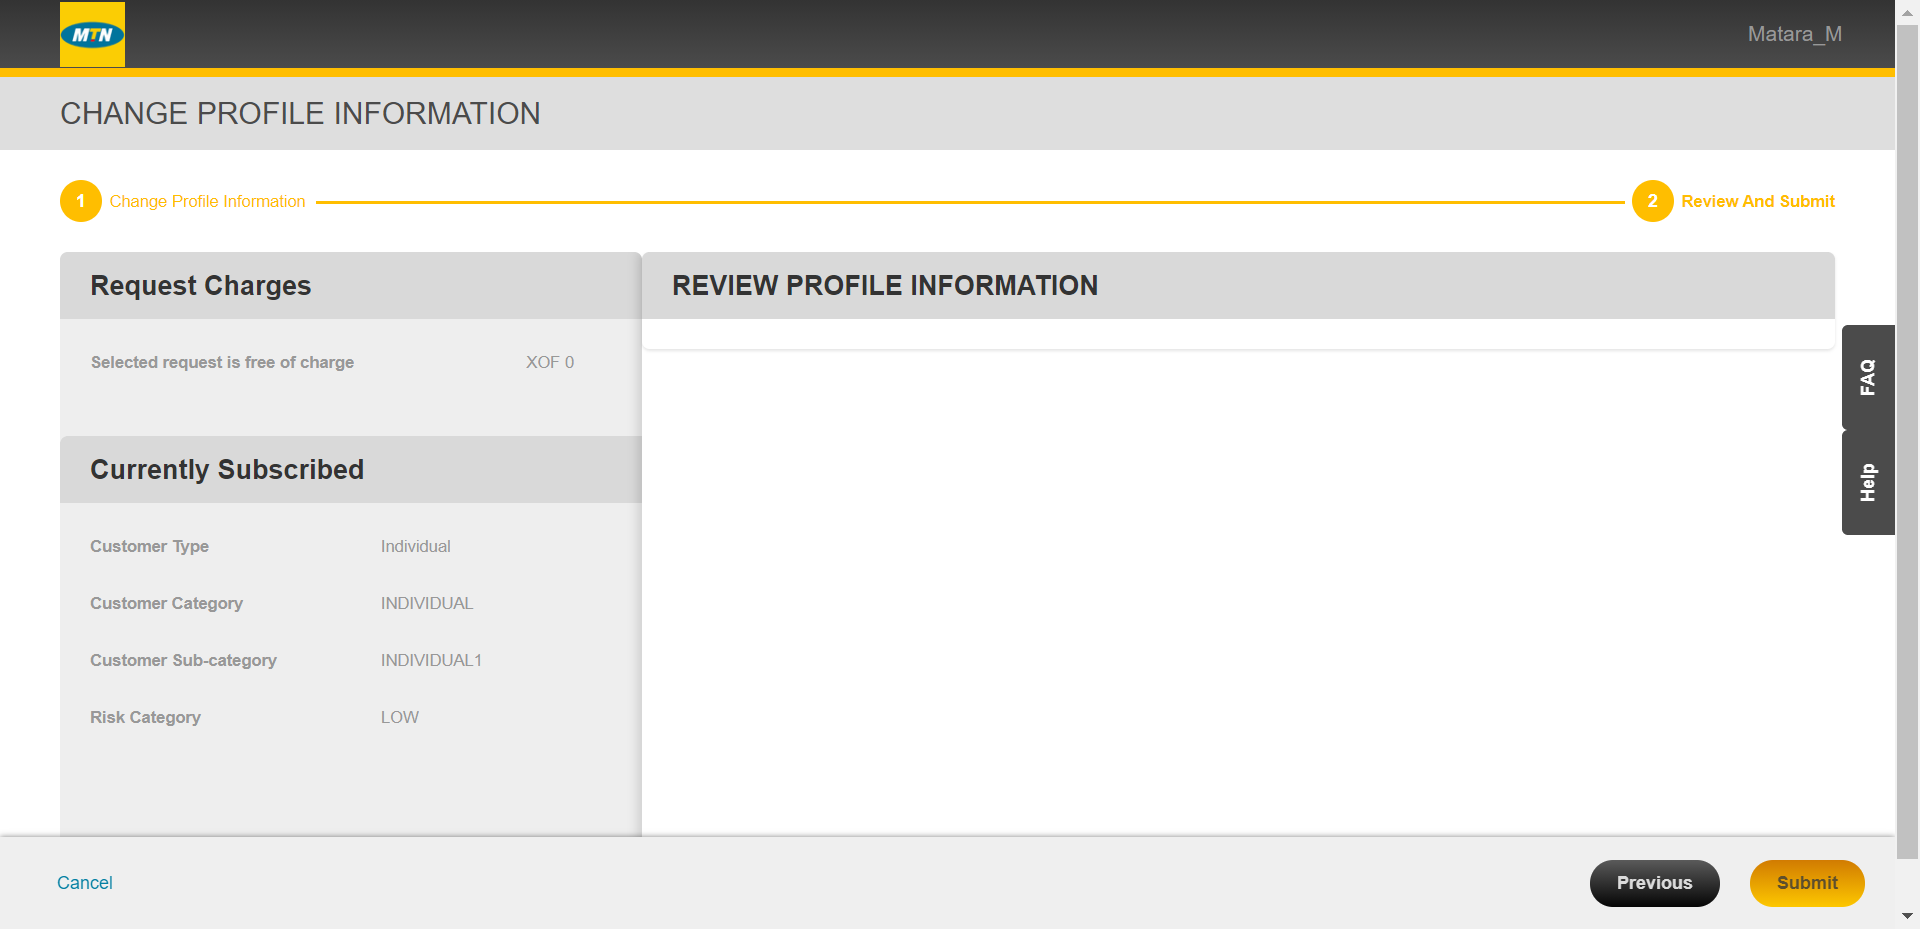 MTN
Matara_M
CHANGE PROFILE INFORMATION
1 Change Profile Information
2 Review And Submit
Request Charges
Selected request is free of charge XOF 0
Currently Subscribed
Customer Type Individual
Customer Category INDIVIDUAL
Customer Sub-category INDIVIDUAL1
Risk Category LOW
REVIEW PROFILE INFORMATION
FAQ
Help
Cancel
Previous
Submit